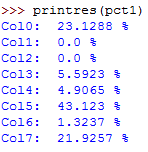 >>> printres(pct1)
Col0:  23.1288 %
Col1:  0.0 %
Col2:  0.0 %
Col3:  5.5923 %
Col4:  4.9065 %
Col5:  43.123 %
Col6:  1.3237 %
Col7:  21.9257 %